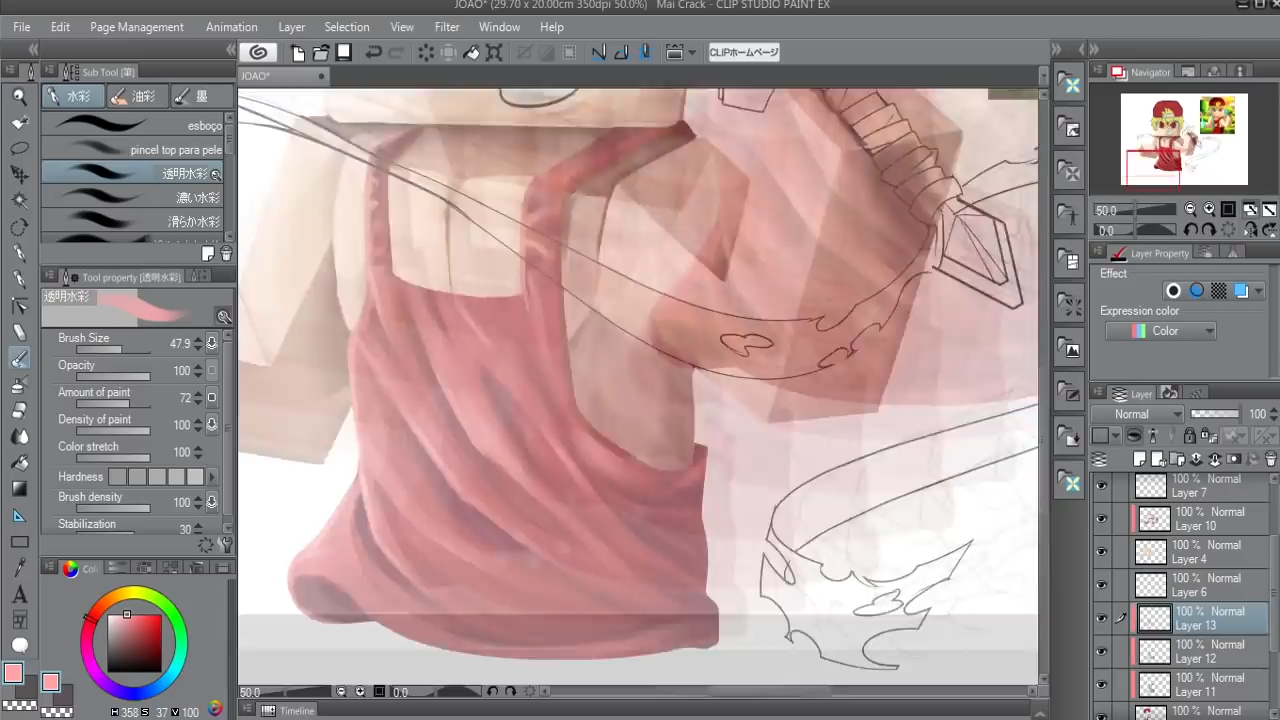 JOAO* (29.70 x 20.00cm 350dpi 50.0%) Mai Crack - CLIP STUDIO PAINT EX
File Edit Page Management Animation Layer Selection View Filter Window Help
Sub Tool [筆]
CLIPホームページ
Navigator
JOAO*
水彩 油彩 墨
esboço
pincel top para pele
透明水彩
濃い水彩
滑らか水彩
50.0
0.0
Layer Property
Tool property [透明水彩]
Effect
透明水彩
Expression color
Color
Brush Size 47.9
Opacity 100
Amount of paint 72
Density of paint 100
Color stretch 100
Hardness
Brush density 100
Stabilization 30
Layer
Normal 100
100 % Normal
Layer 7
100 % Normal
Layer 10
100 % Normal
Layer 4
100 % Normal
Layer 6
100 % Normal
Layer 13
100 % Normal
Layer 12
100 % Normal
Layer 11
100 % Normal
50.0 0.0
Timeline
H 358 S 37 V 100